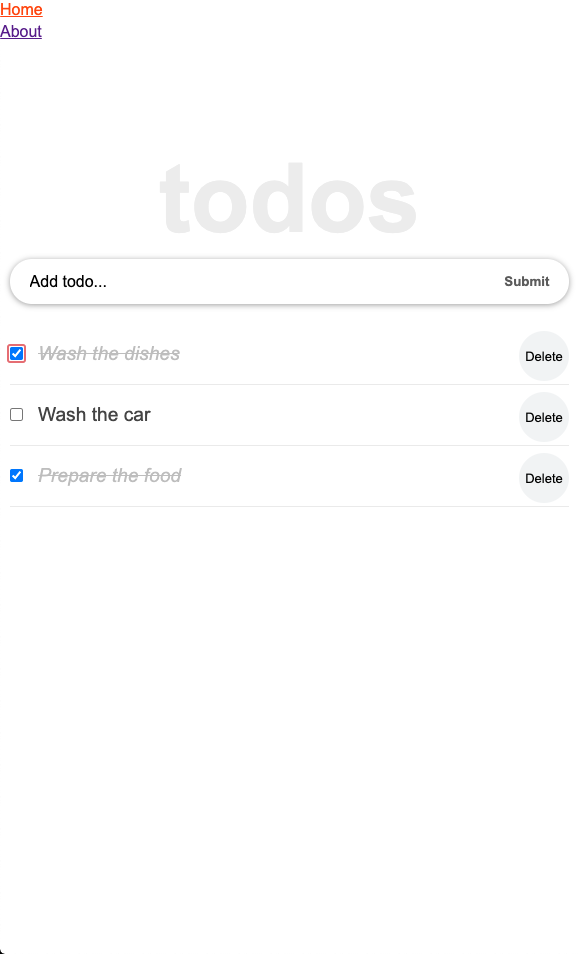 Home
About
todos
Add todo... Submit
Wash the dishes Delete
Wash the car Delete
Prepare the food Delete